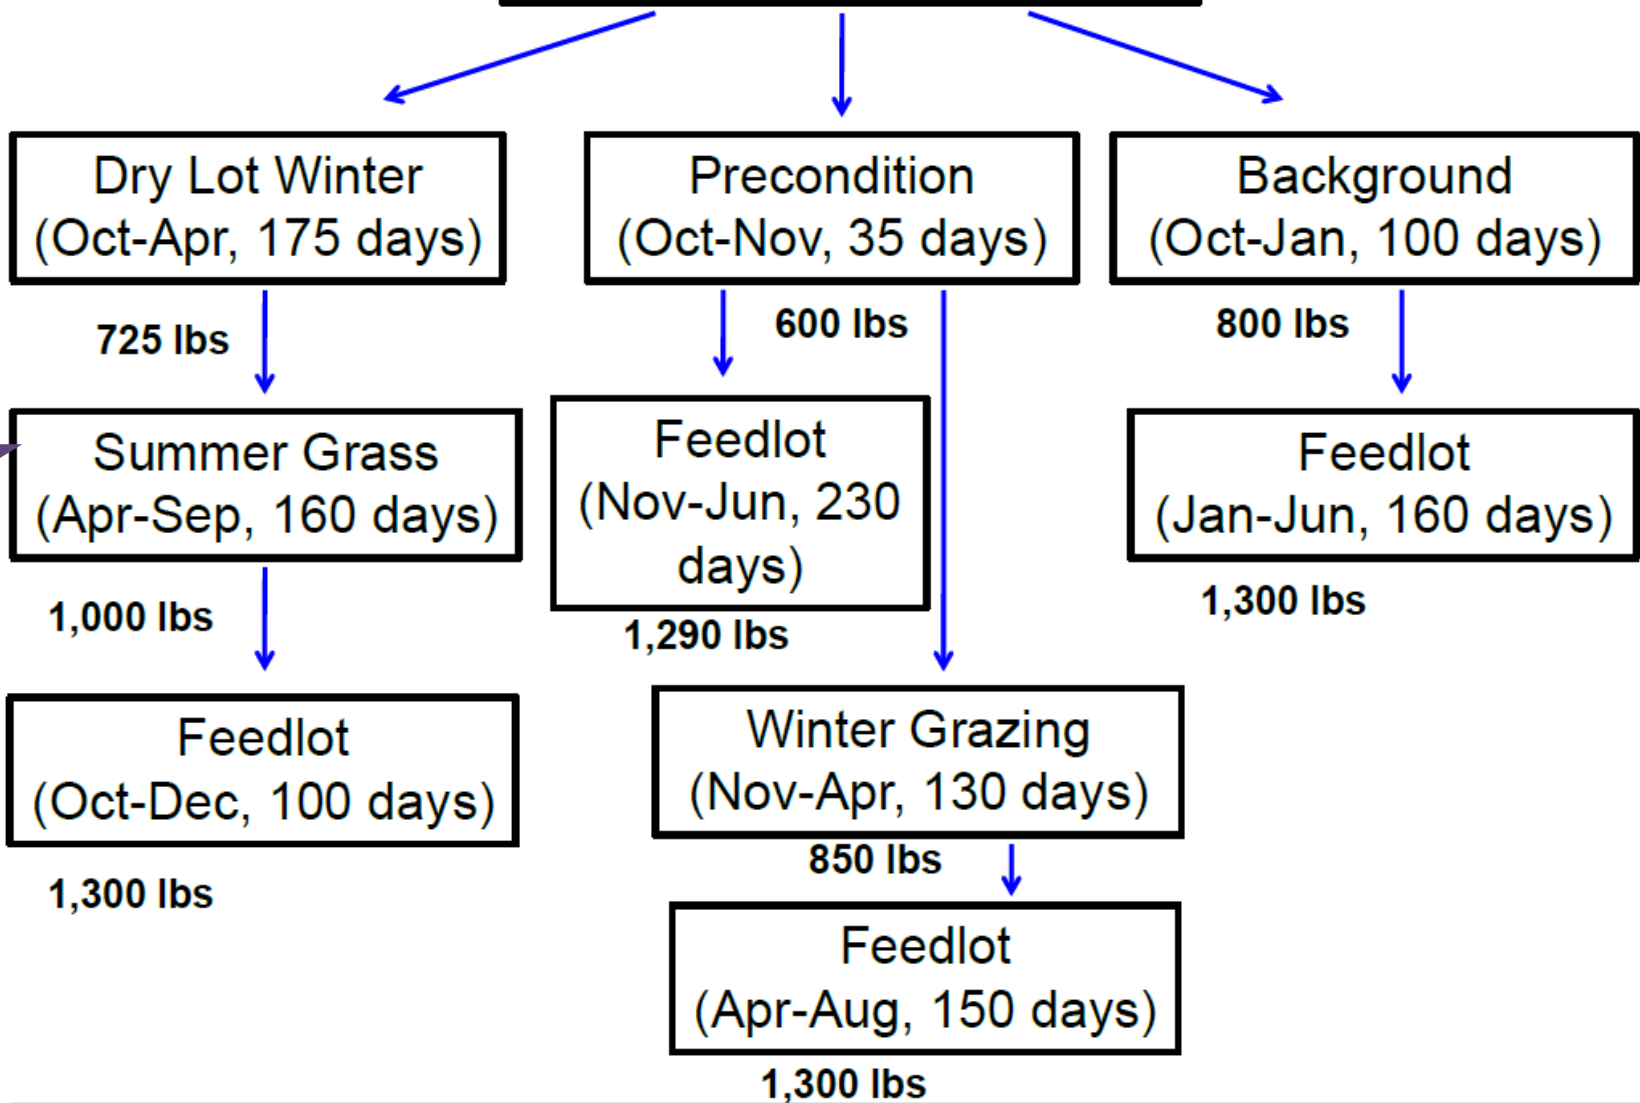 Dry Lot Winter
(Oct-Apr, 175 days)
Precondition
(Oct-Nov, 35 days)
Background
(Oct-Jan, 100 days)
725 lbs
600 lbs
800 lbs
Summer Grass
(Apr-Sep, 160 days)
Feedlot
(Nov-Jun, 230
days)
Feedlot
(Jan-Jun, 160 days)
1,000 lbs
1,290 lbs
1,300 lbs
Feedlot
(Oct-Dec, 100 days)
Winter Grazing
(Nov-Apr, 130 days)
1,300 lbs
850 lbs
Feedlot
(Apr-Aug, 150 days)
1,300 lbs